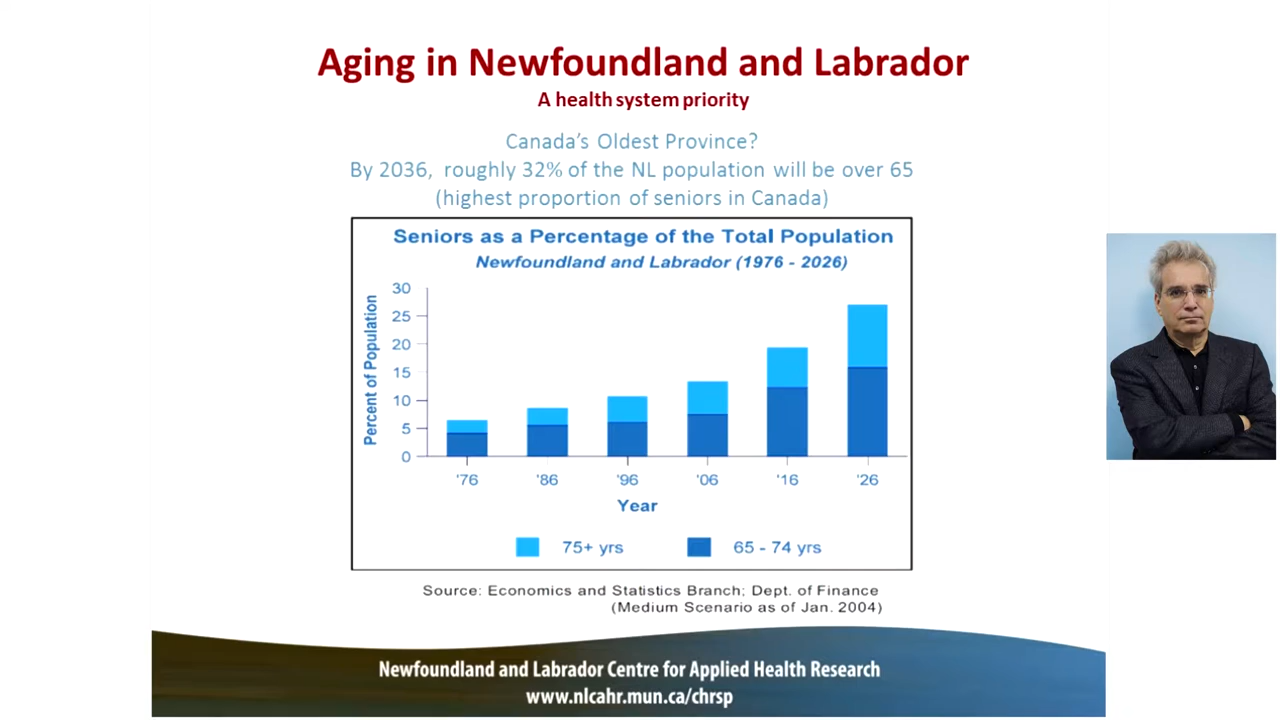 Aging in Newfoundland and Labrador
A health system priority
Canada's Oldest Province?
By 2036, roughly 32% of the NL population will be over 65
(highest proportion of seniors in Canada)
Seniors as a Percentage of the Total Population
Newfoundland and Labrador (1976 - 2026)
Percent of Population
30
25
20
15
10
5
0
'76 '86 '96 '06 '16 '26
Year
75+ yrs 65 - 74 yrs
Source: Economics and Statistics Branch; Dept. of Finance
(Medium Scenario as of Jan. 2004)
Newfoundland and Labrador Centre for Applied Health Research
www.nlcahr.mun.ca/chrsp